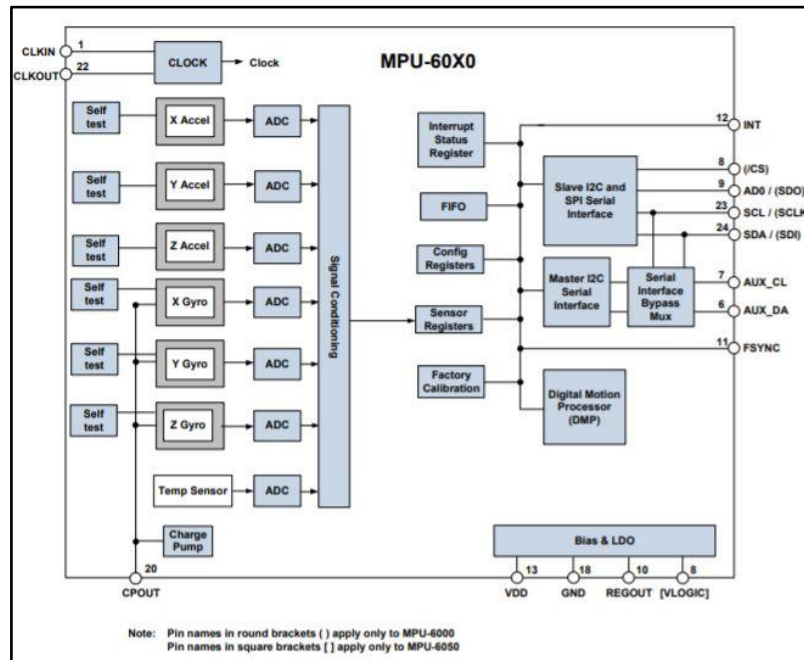 MPU-60X0
CLKIN
1
CLKOUT
22
CLOCK
Clock
Self
test
X Accel
ADC
Self
test
Y Accel
ADC
Self
test
Z Accel
ADC
Self
test
X Gyro
ADC
Self
test
Y Gyro
ADC
Self
test
Z Gyro
ADC
Temp Sensor
ADC
Signal Conditioning
Charge
Pump
20
CPOUT
Interrupt
Status
Register
FIFO
Config
Registers
Sensor
Registers
Factory
Calibration
Slave I2C and
SPI Serial
Interface
Master I2C
Serial
Interface
Serial
Interface
Bypass
Mux
Digital Motion
Processor
(DMP)
12
INT
8
(/CS)
9
AD0 / (SDO)
23
SCL / (SCLK)
24
SDA / (SDI)
7
AUX_CL
6
AUX_DA
11
FSYNC
Bias & LDO
13
VDD
18
GND
10
REGOUT
8
[VLOGIC]
Note: Pin names in round brackets ( ) apply only to MPU-6000
Pin names in square brackets [ ] apply only to MPU-6050